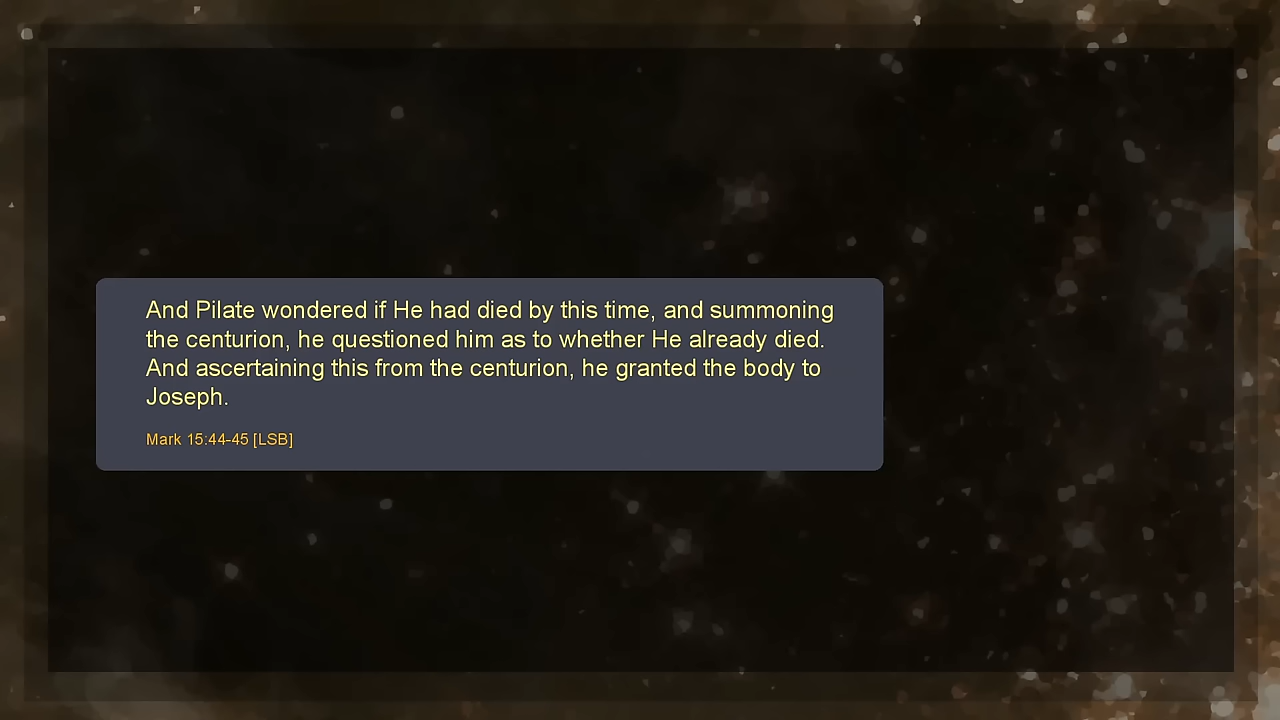 And Pilate wondered if He had died by this time, and summoning
the centurion, he questioned him as to whether He already died.
And ascertaining this from the centurion, he granted the body to
Joseph.
Mark 15:44-45 [LSB]